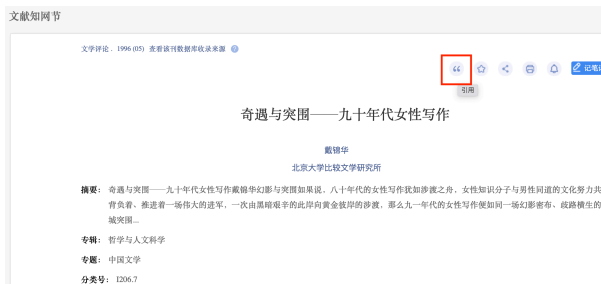 文献知网节
文学评论 . 1996 (05) 查看该刊数据库收录来源
引用
记笔
奇遇与突围——九十年代女性写作
戴锦华
北京大学比较文学研究所
摘要： 奇遇与突围——九十年代女性写作戴锦华幻影与突围如果说，八十年代的女性写作犹如涉渡之舟，女性知识分子与男性同道的文化努力共
背负着、推进着一场伟大的进军，一次由黑暗艰辛的此岸向黄金彼岸的涉渡，那么九一年代的女性写作便如同一场幻影密布、歧路横生的
城突围...
专辑： 哲学与人文科学
专题： 中国文学
分类号： I206.7